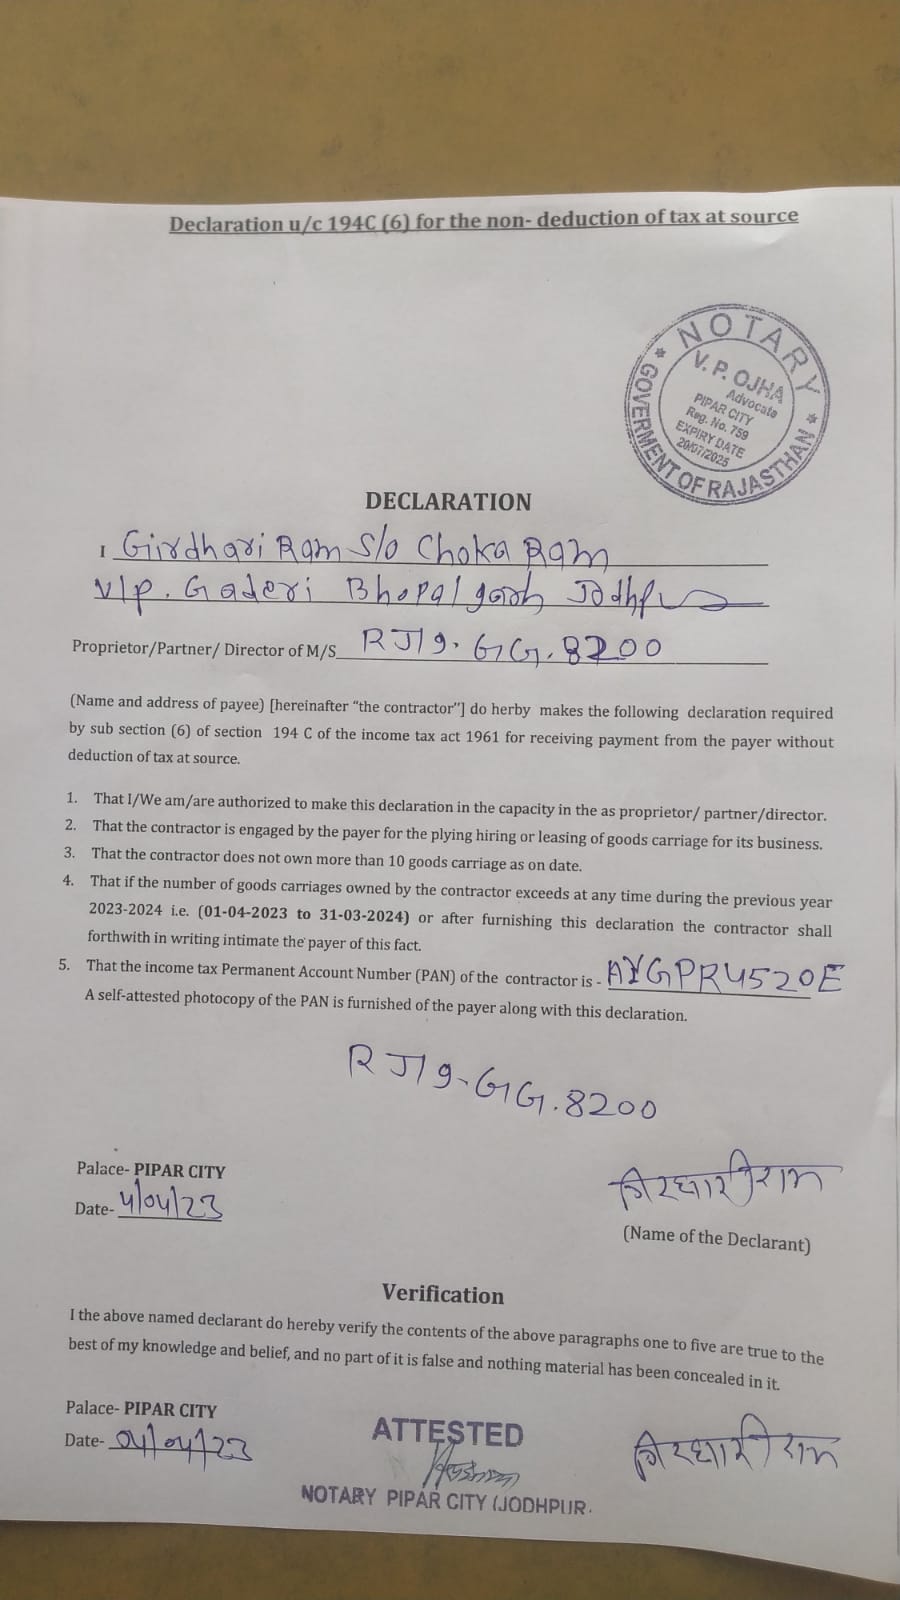 Declaration u/c 194C (6) for the non- deduction of tax at source
NOTARY
V. P. OJHA
Advocate
PIPAR CITY
Reg. No. 759
EXPIRY DATE
20/07/2025
* GOVERMENT OF RAJASTHAN *
DECLARATION
I Girdhari Ram S/o Choka Ram
V/p. Gaderi Bhopalgarh Jodhpur
Proprietor/Partner/ Director of M/S RJ19. GG. 8200
(Name and address of payee) [hereinafter “the contractor”] do herby makes the following declaration required
by sub section (6) of section 194 C of the income tax act 1961 for receiving payment from the payer without
deduction of tax at source.
1. That I/We am/are authorized to make this declaration in the capacity in the as proprietor/ partner/director.
2. That the contractor is engaged by the payer for the plying hiring or leasing of goods carriage for its business.
3. That the contractor does not own more than 10 goods carriage as on date.
4. That if the number of goods carriages owned by the contractor exceeds at any time during the previous year
2023-2024 i.e. (01-04-2023 to 31-03-2024) or after furnishing this declaration the contractor shall
forthwith in writing intimate the payer of this fact.
5. That the income tax Permanent Account Number (PAN) of the contractor is - AYGPR4520E
A self-attested photocopy of the PAN is furnished of the payer along with this declaration.
RJ19-GG.8200
Palace- PIPAR CITY
Date- 4/04/23
गिरधारीराम
(Name of the Declarant)
Verification
I the above named declarant do hereby verify the contents of the above paragraphs one to five are true to the
best of my knowledge and belief, and no part of it is false and nothing material has been concealed in it.
Palace- PIPAR CITY
Date- 04/04/23
ATTESTED
गिरधारीराम
NOTARY PIPAR CITY (JODHPUR.